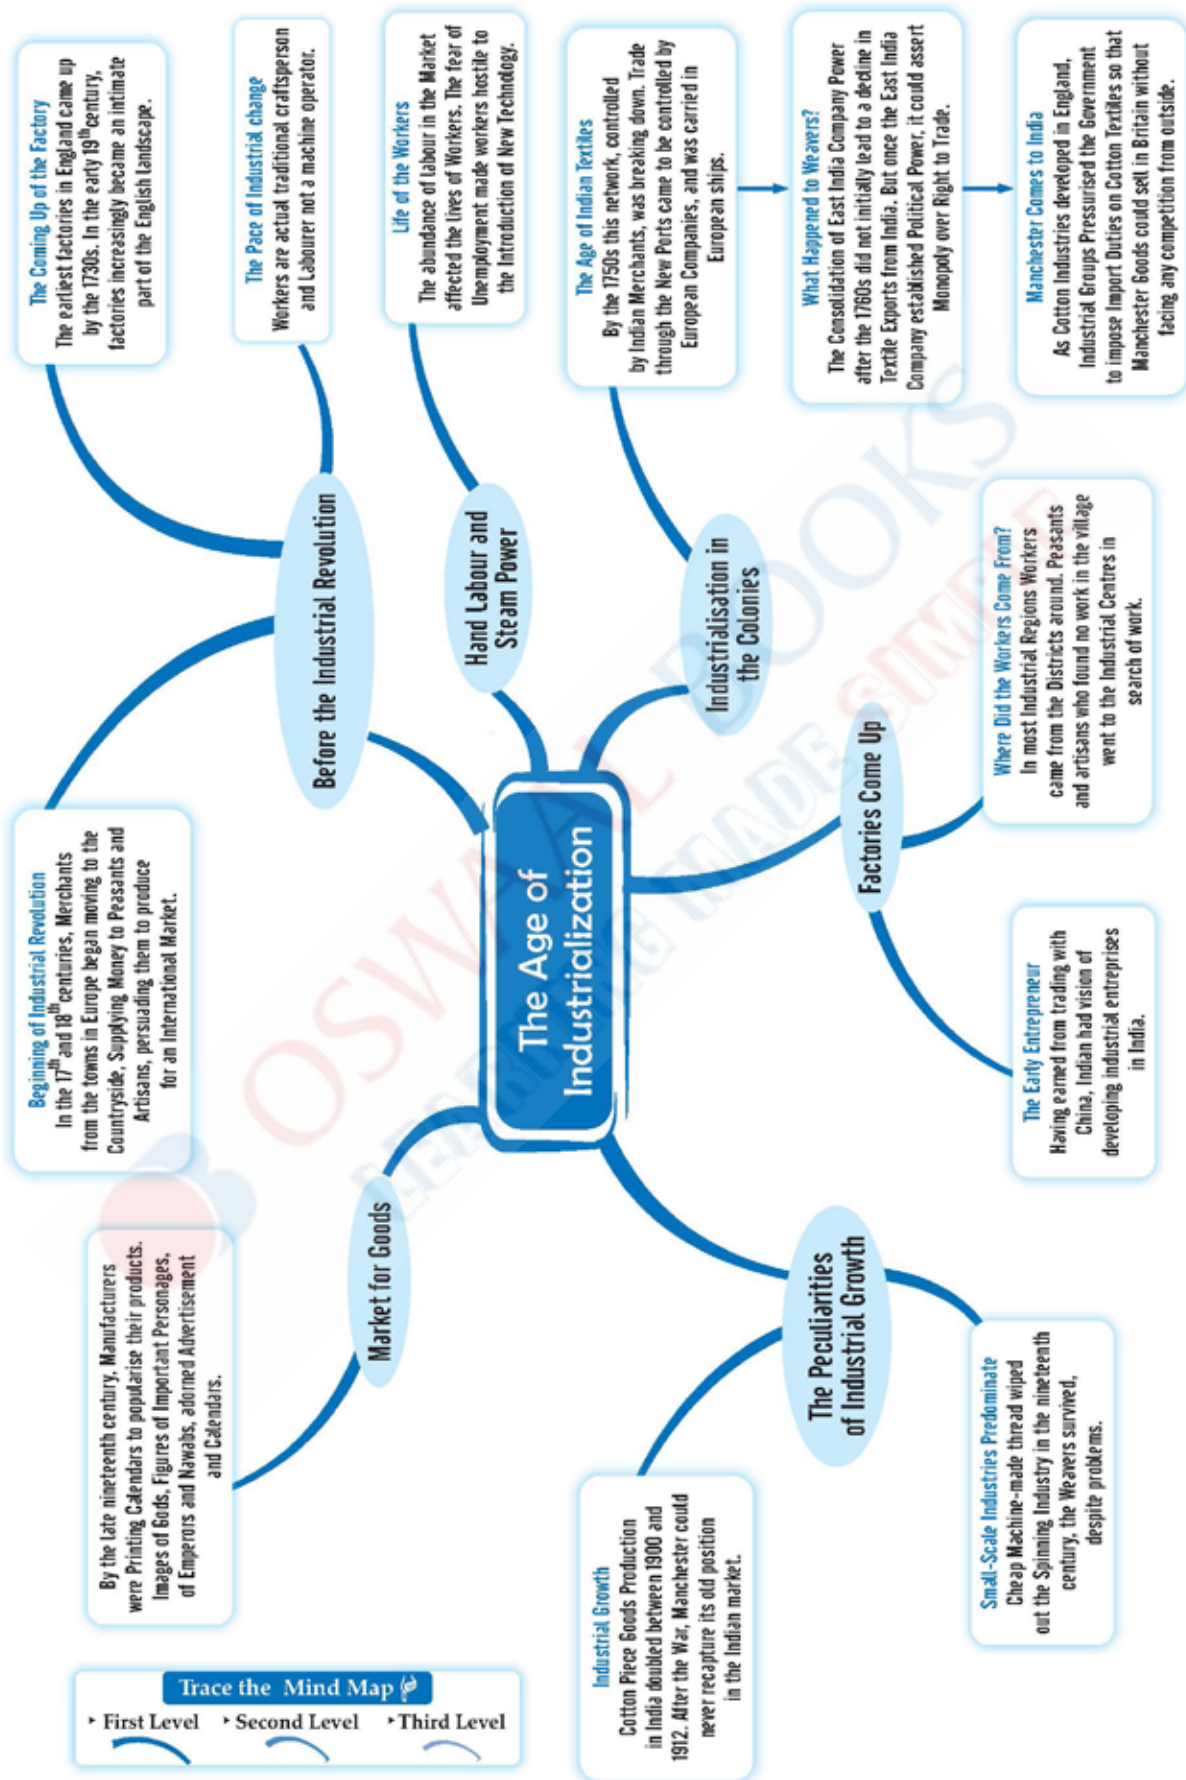 The Age of
Industrialization
Before the Industrial Revolution
Beginning of Industrial Revolution
In the 17th and 18th centuries, Merchants
from the towns in Europe began moving to the
Countryside, Supplying Money to Peasants and
Artisans, persuading them to produce
for an International Market.
The Coming Up of the Factory
The earliest factories in England came up
by the 1730s. In the early 19th century,
factories increasingly became an intimate
part of the English landscape.
The Pace of Industrial change
Workers are actual traditional craftsperson
and Labourer not a machine operator.
Hand Labour and
Steam Power
Life of the Workers
The abundance of labour in the Market
affected the lives of Workers. The fear of
Unemployment made workers hostile to
the Introduction of New Technology.
Industrialisation in
the Colonies
The Age of Indian Textiles
By the 1750s this network, controlled
by Indian Merchants, was breaking down. Trade
through the New Ports came to be controlled by
European Companies, and was carried in
European ships.
What Happened to Weavers?
The Consolidation of East India Company Power
after the 1760s did not initially lead to a decline in
Textile Exports from India. But once the East India
Company established Political Power, it could assert
Monopoly over Right to Trade.
Manchester Comes to India
As Cotton Industries developed in England,
Industrial Groups Pressurised the Government
to impose Import Duties on Cotton Textiles so that
Manchester Goods could sell in Britain without
facing any competition from outside.
Factories Come Up
Where Did the Workers Come From?
In most Industrial Regions Workers
came from the Districts around. Peasants
and artisans who found no work in the village
went to the Industrial Centres in
search of work.
The Early Entrepreneur
Having earned from trading with
China, Indian had vision of
developing industrial entreprises
in India.
The Peculiarities
of Industrial Growth
Small-Scale Industries Predominate
Cheap Machine-made thread wiped
out the Spinning Industry in the nineteenth
century, the Weavers survived,
despite problems.
Industrial Growth
Cotton Piece Goods Production
in India doubled between 1900 and
1912. After the War, Manchester could
never recapture its old position
in the Indian market.
Market for Goods
By the late nineteenth century, Manufacturers
were Printing Calendars to popularise their products.
Images of Gods, Figures of Important Personages,
of Emperors and Nawabs, adorned Advertisement
and Calendars.
Trace the Mind Map
‣ First Level ‣ Second Level ‣ Third Level
OSWAAL BOOKS
LEARNING MADE SIMPLE